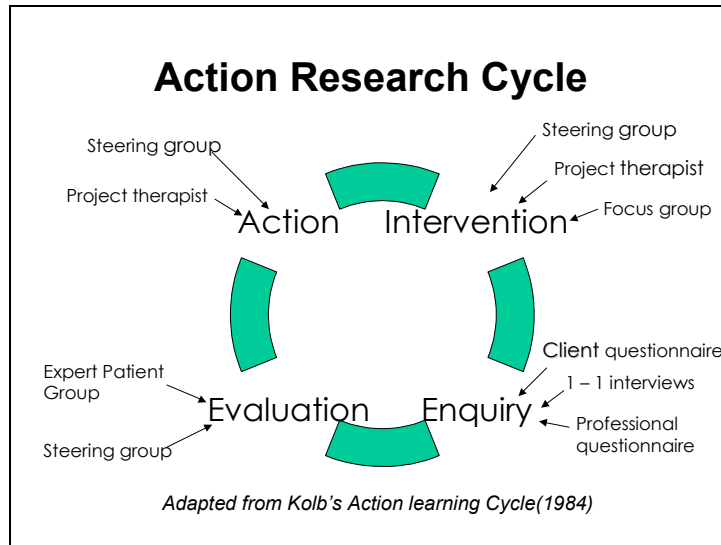 Action Research Cycle
Steering group
Project therapist
Action
Steering group
Project therapist
Focus group
Intervention
Client questionnaire
1 – 1 interviews
Professional
questionnaire
Enquiry
Expert Patient
Group
Steering group
Evaluation
Adapted from Kolb's Action learning Cycle(1984)